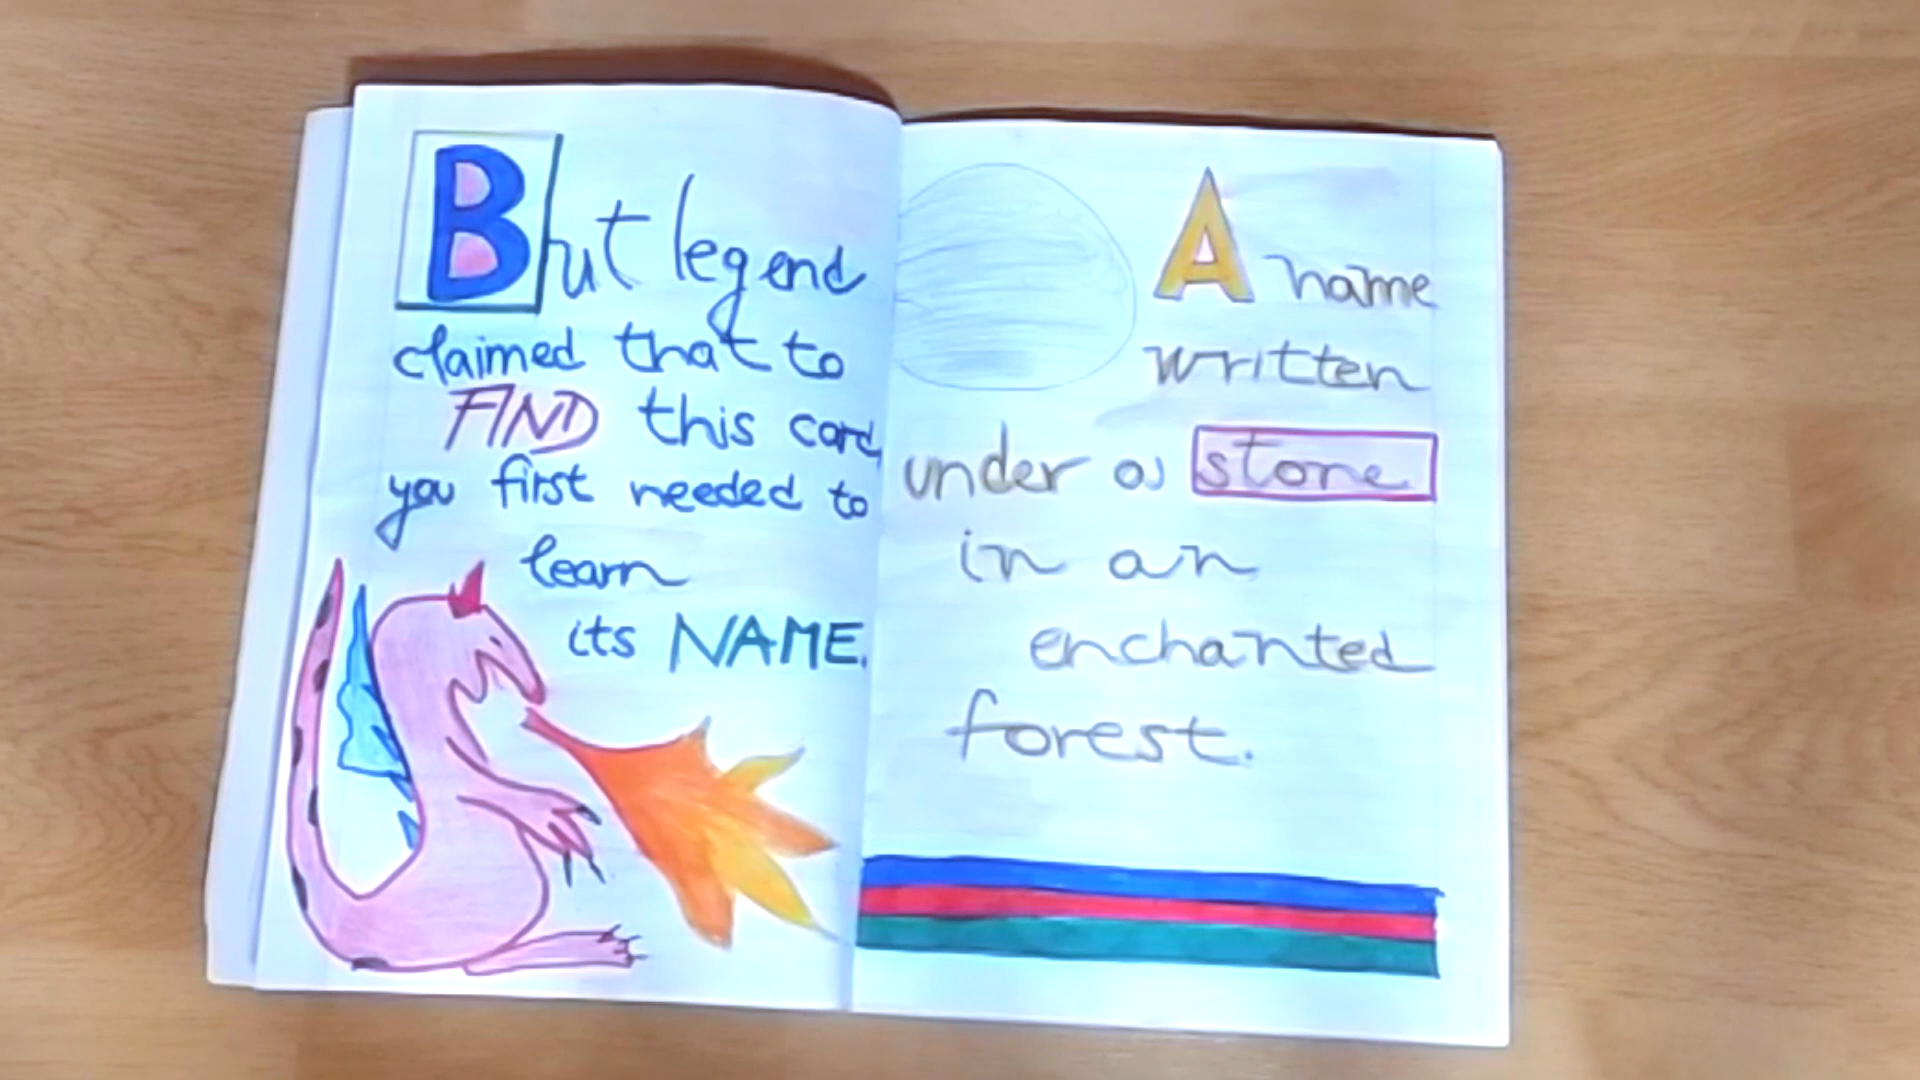 But legend
claimed that to
FIND this card,
you first needed to
learn
its NAME.
A name
written
under a stone
in an
enchanted
forest.